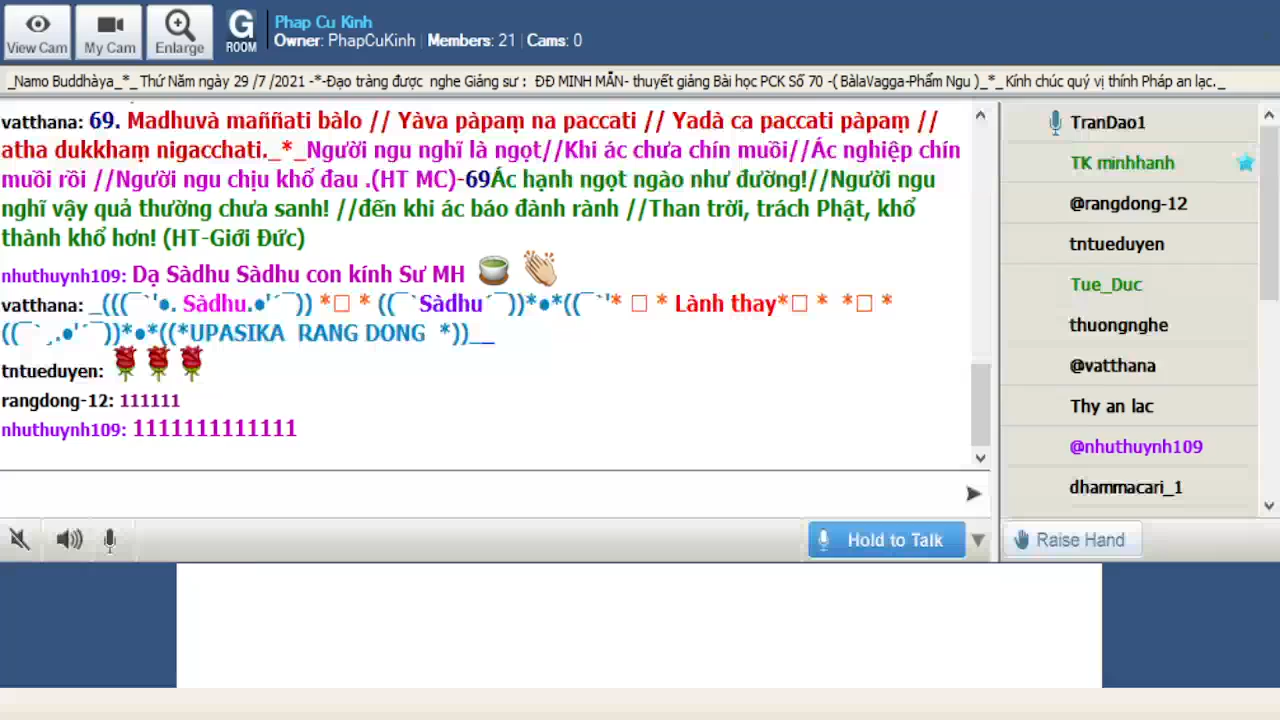 View Cam
My Cam
Enlarge
G
ROOM
Phap Cu Kinh
Owner: PhapCuKinh | Members: 21 | Cams: 0
_Namo Buddhàya_*_ Thứ Năm ngày 29 /7 /2021 -*-Đạo tràng được nghe Giảng sư : ĐĐ MINH MẪN- thuyết giảng Bài học PCK Số 70 -( BàlaVagga-Phẩm Ngu )_*_ Kính chúc quý vị thính Pháp an lạc._
vatthana: 69. Madhuvà maññati bàlo // Yàva pàpaṃ na paccati // Yadà ca paccati pàpaṃ //
atha dukkhaṃ nigacchati._*_Người ngu nghĩ là ngọt//Khi ác chưa chín muồi//Ác nghiệp chín
muồi rồi //Người ngu chịu khổ đau .(HT MC)-69Ác hạnh ngọt ngào như đường!//Người ngu
nghĩ vậy quả thường chưa sanh! //đến khi ác báo đành rành //Than trời, trách Phật, khổ
thành khổ hơn! (HT-Giới Đức)
nhuthuynh109: Dạ Sàdhu Sàdhu con kính Sư MH
vatthana: _(((¯`'●. Sàdhu.●'´¯)) *□ * ((¯`Sàdhu´¯))*●*((¯`'* □ * Lành thay*□ * *□ *
((¯`¸.●'´¯))*●*((*UPASIKA RANG DONG *))__
tntueduyen:
rangdong-12: 111111
nhuthuynh109: 1111111111111
TranDao1
TK minhhanh
@rangdong-12
tntueduyen
Tue_Duc
thuongnghe
@vatthana
Thy an lac
@nhuthuynh109
dhammacari_1
Hold to Talk
Raise Hand